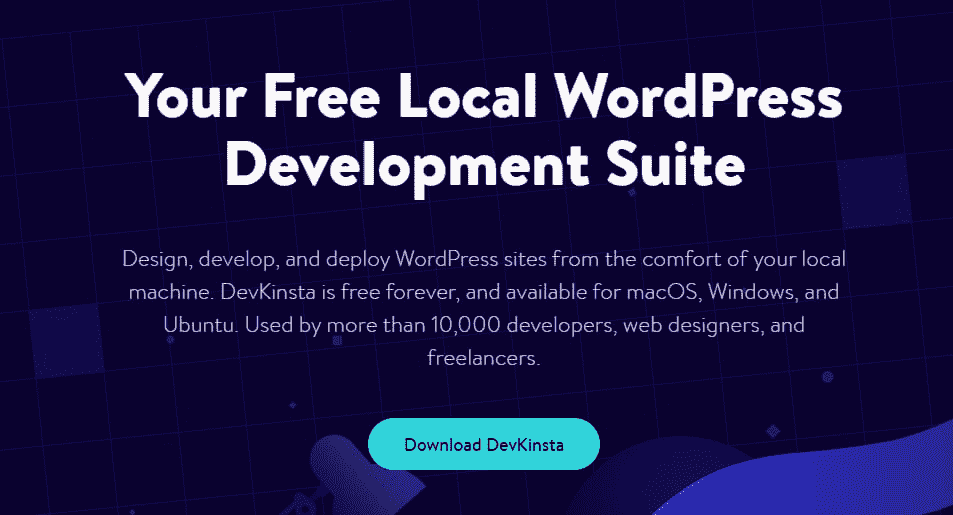 Your Free Local WordPress
Development Suite
Design, develop, and deploy WordPress sites from the comfort of your local
machine. DevKinsta is free forever, and available for macOS, Windows, and
Ubuntu. Used by more than 10,000 developers, web designers, and
freelancers.
Download DevKinsta